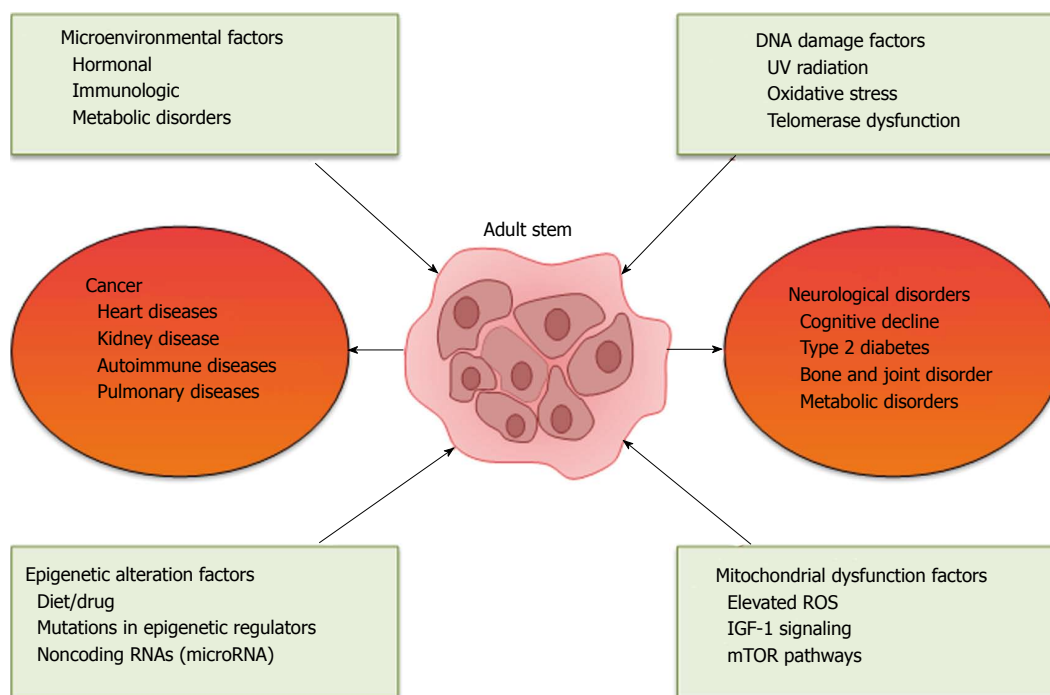 Microenvironmental factors
Hormonal
Immunologic
Metabolic disorders
DNA damage factors
UV radiation
Oxidative stress
Telomerase dysfunction
Adult stem
Cancer
Heart diseases
Kidney disease
Autoimmune diseases
Pulmonary diseases
Neurological disorders
Cognitive decline
Type 2 diabetes
Bone and joint disorder
Metabolic disorders
Epigenetic alteration factors
Diet/drug
Mutations in epigenetic regulators
Noncoding RNAs (microRNA)
Mitochondrial dysfunction factors
Elevated ROS
IGF-1 signaling
mTOR pathways